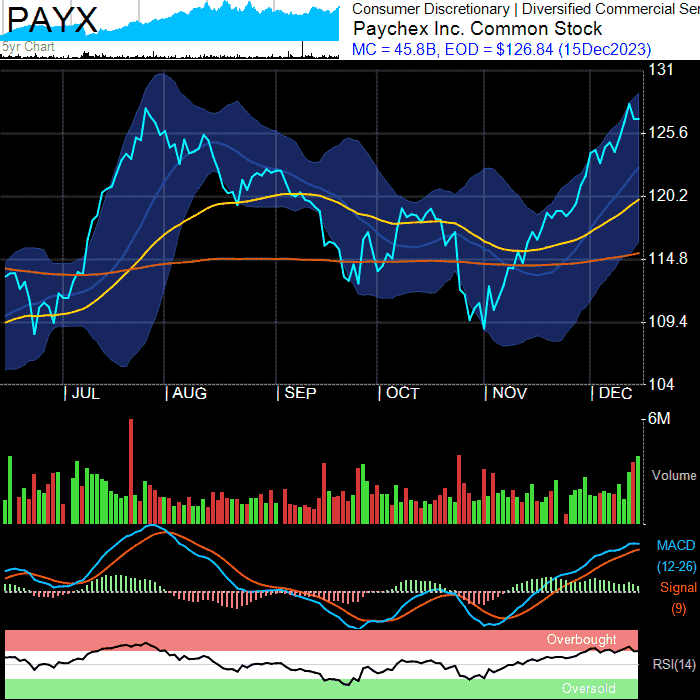 PAYX
5yr Chart
Consumer Discretionary | Diversified Commercial Ser
Paychex Inc. Common Stock
MC = 45.8B, EOD = $126.84 (15Dec2023)
131
125.6
120.2
114.8
109.4
104
| JUL | AUG | SEP | OCT | NOV | DEC
6M
Volume
MACD
(12-26)
Signal
(9)
Overbought
RSI(14)
Oversold